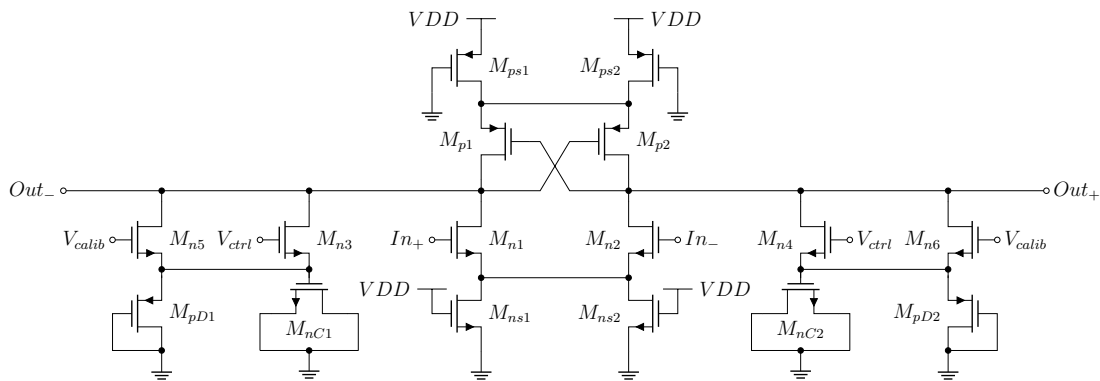 VDD VDD
M_{ps1} M_{ps2}
M_{p1} M_{p2}
Out_- Out_+
V_{calib} M_{n5} V_{ctrl} M_{n3} In_+ M_{n1} M_{n2} In_- M_{n4} V_{ctrl} M_{n6} V_{calib}
VDD VDD
M_{pD1} M_{nC1} M_{ns1} M_{ns2} M_{nC2} M_{pD2}